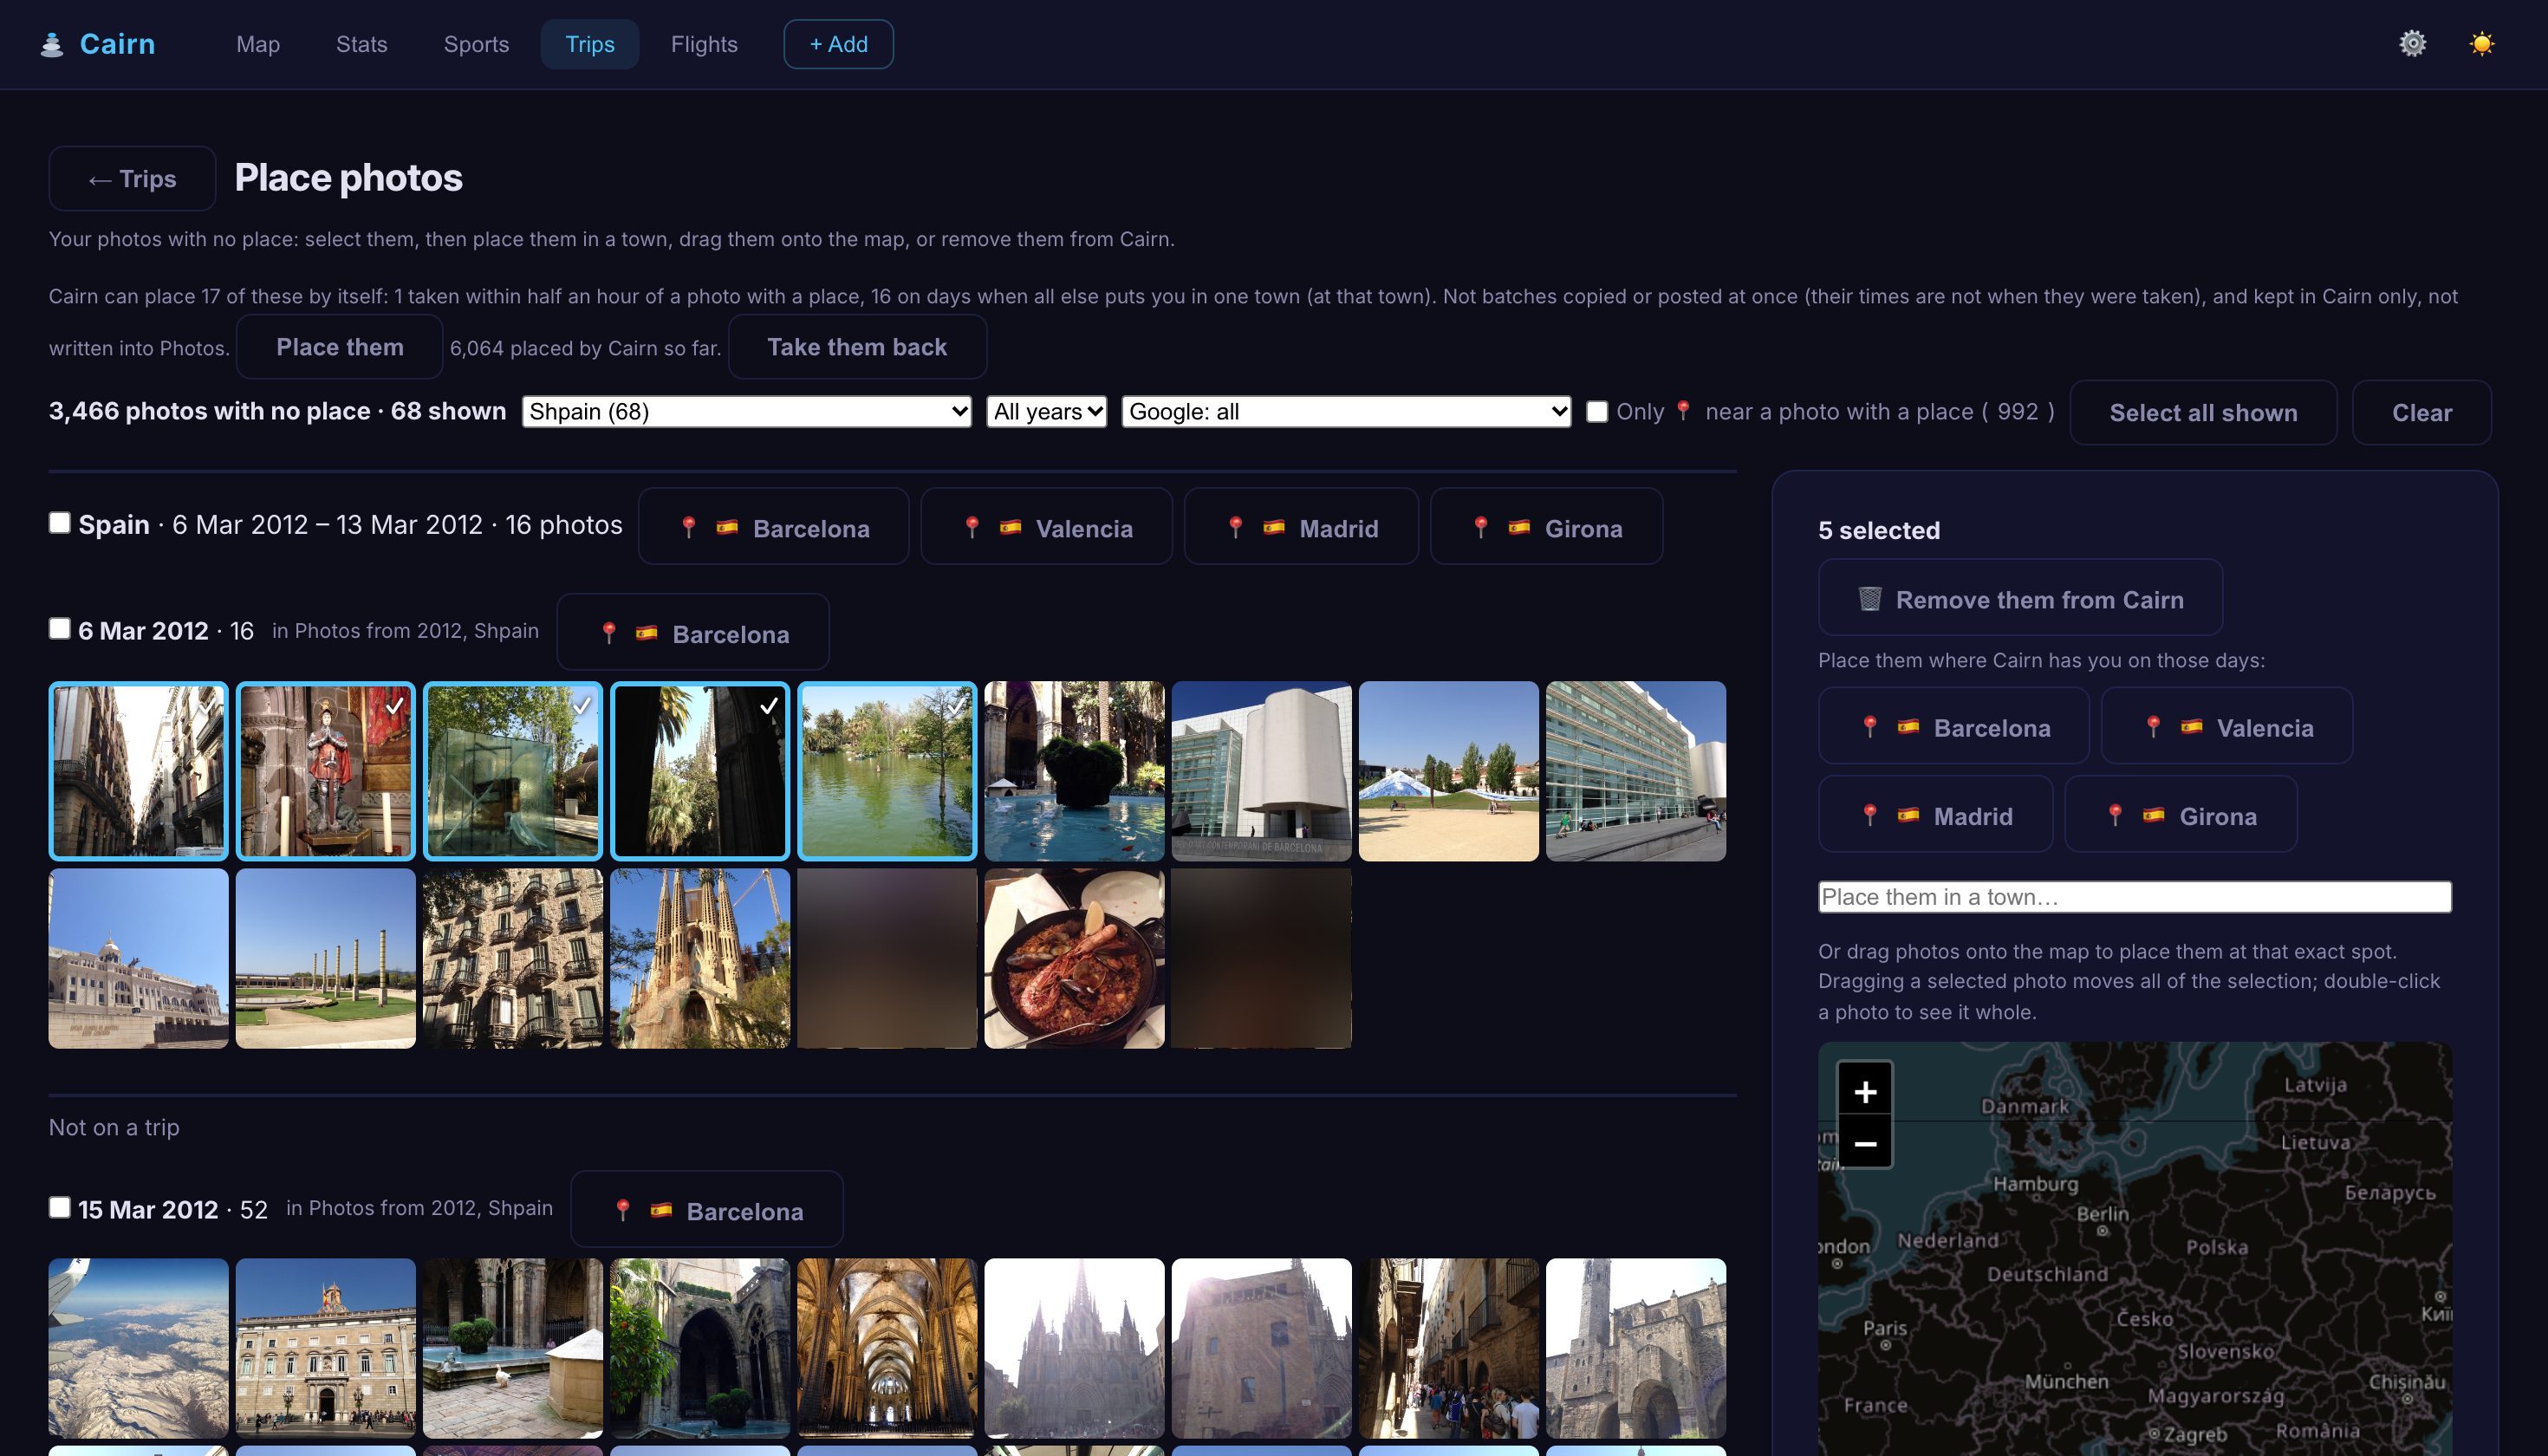 Cairn
Map
Stats
Sports
Trips
Flights
+ Add
← Trips
Place photos
Your photos with no place: select them, then place them in a town, drag them onto the map, or remove them from Cairn.
Cairn can place 17 of these by itself: 1 taken within half an hour of a photo with a place, 16 on days when all else puts you in one town (at that town). Not batches copied or posted at once (their times are not when they were taken), and kept in Cairn only, not
written into Photos. Place them 6,064 placed by Cairn so far. Take them back
3,466 photos with no place · 68 shown Shpain (68) All years Google: all Only near a photo with a place ( 992 ) Select all shown Clear
Spain · 6 Mar 2012 – 13 Mar 2012 · 16 photos Barcelona Valencia Madrid Girona
6 Mar 2012 · 16 in Photos from 2012, Shpain Barcelona
CONTEMPORANI DE BARCELONA
Not on a trip
15 Mar 2012 · 52 in Photos from 2012, Shpain Barcelona
5 selected
Remove them from Cairn
Place them where Cairn has you on those days:
Barcelona Valencia
Madrid Girona
Place them in a town…
Or drag photos onto the map to place them at that exact spot.
Dragging a selected photo moves all of the selection; double-click
a photo to see it whole.
+
−
Latvija
Danmark
Lietuva
Hamburg
Беларусь
Berlin
Nederland
Polska
Deutschland
Česko
Paris
Slovensko
München
Magyarország
Chișinău
France
Zagreb
România